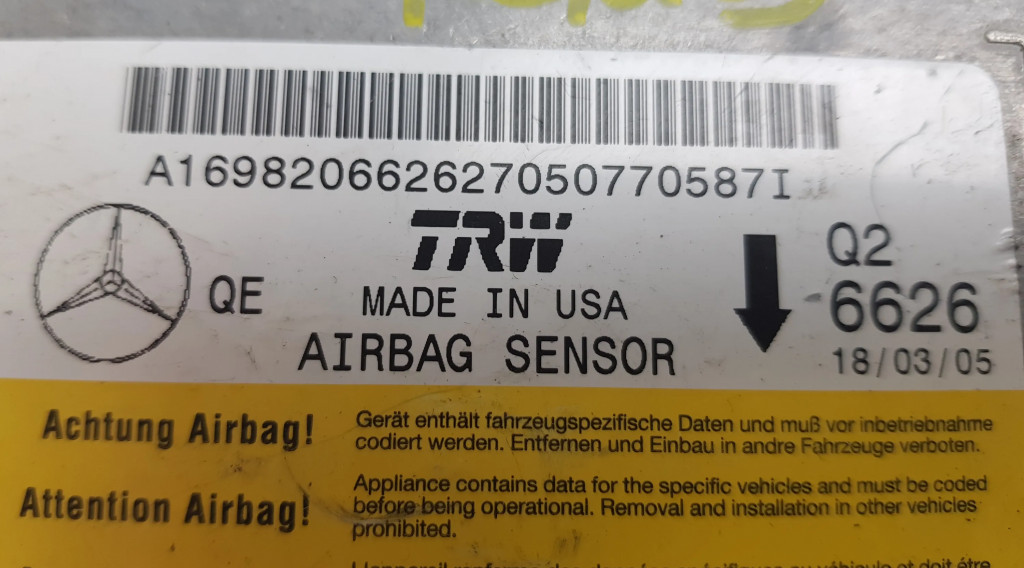 A1698206626270507705871
TRW
QE
MADE IN USA
AIRBAG SENSOR
Q2
6626
18/03/05
Achtung Airbag!
Gerät enthält fahrzeugspezifische Daten und muß vor inbetriebnahme
codiert werden. Entfernen und Einbau in andre Fahrzeuge verboten.
Attention Airbag!
Appliance contains data for the specific vehicles and must be coded
before being operational. Removal and installation in other vehicles
prohibited.